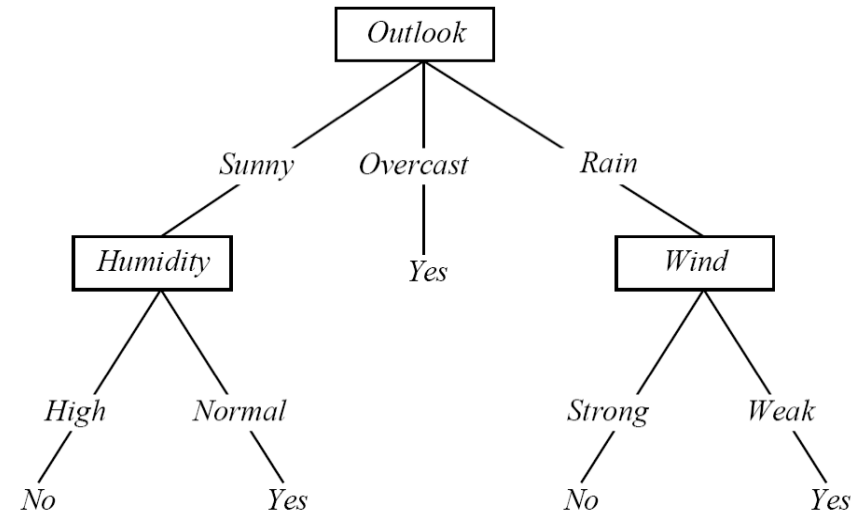 Outlook
Sunny Overcast Rain
Humidity Yes Wind
High Normal Strong Weak
No Yes No Yes